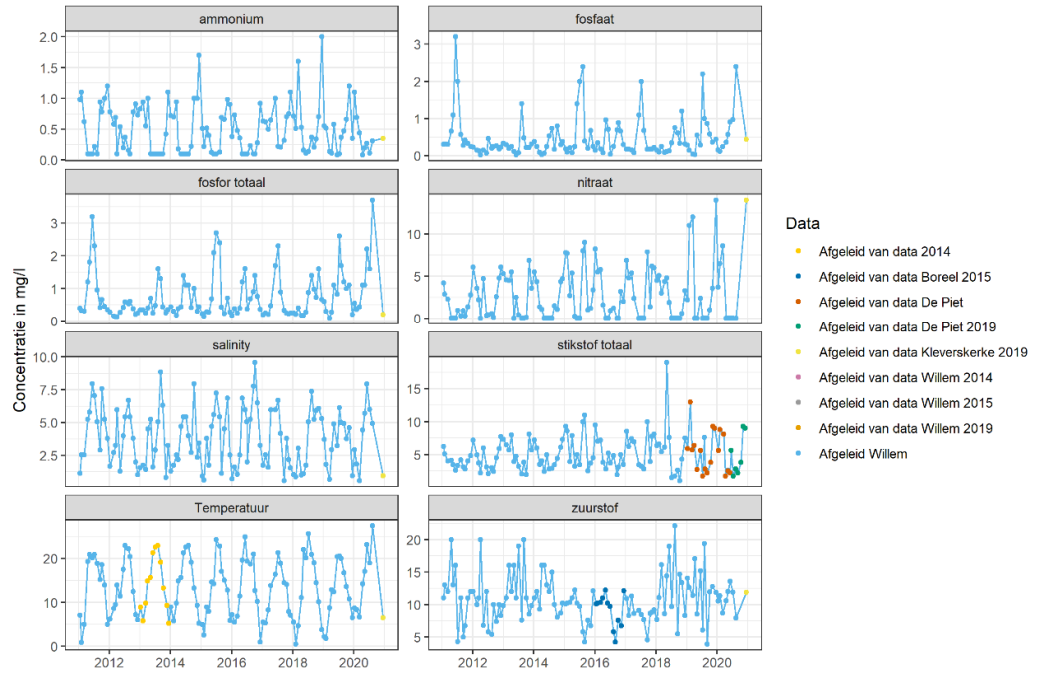 ammonium
fosfaat
2.0
1.5
1.0
0.5
0.0
3
2
1
0
fosfor totaal
nitraat
3
2
1
0
10
5
0
salinity
stikstof totaal
10.0
7.5
5.0
2.5
15
10
5
0
Temperatuur
zuurstof
20
10
0
20
15
10
5
2012 2014 2016 2018 2020
2012 2014 2016 2018 2020
Concentratie in mg/l
Data
Afgeleid van data 2014
Afgeleid van data Boreel 2015
Afgeleid van data De Piet
Afgeleid van data De Piet 2019
Afgeleid van data Kleverskerke 2019
Afgeleid van data Willem 2014
Afgeleid van data Willem 2015
Afgeleid van data Willem 2019
Afgeleid Willem